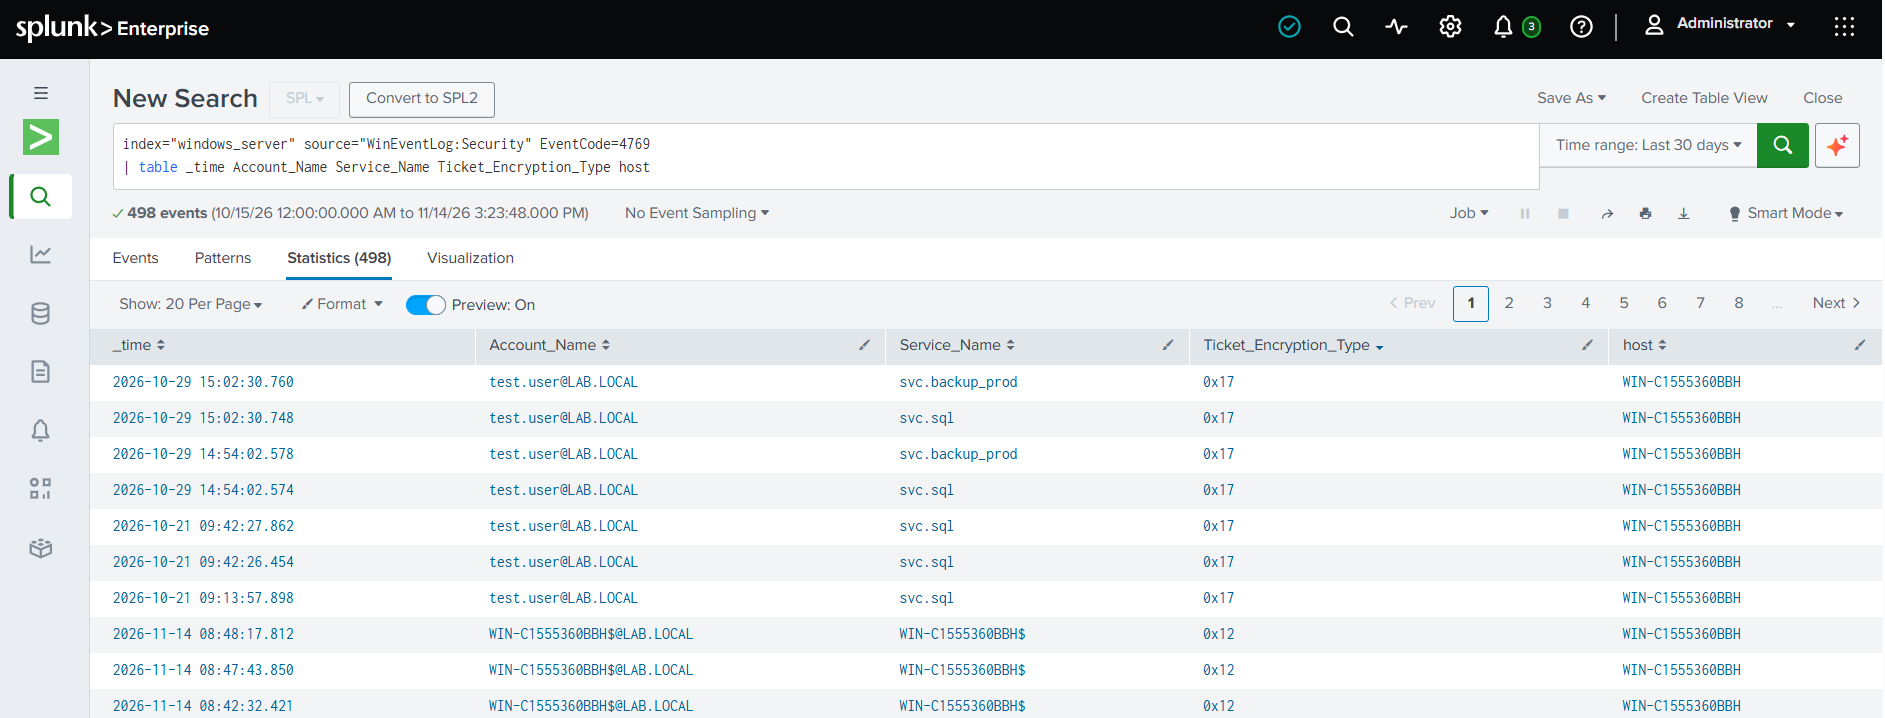 splunk> Enterprise
3
Administrator
New Search
SPL
Convert to SPL2
Save As
Create Table View
Close
index="windows_server" source="WinEventLog:Security" EventCode=4769
| table _time Account_Name Service_Name Ticket_Encryption_Type host
Time range: Last 30 days
498 events (10/15/26 12:00:00.000 AM to 11/14/26 3:23:48.000 PM)
No Event Sampling
Job
Smart Mode
Events
Patterns
Statistics (498)
Visualization
Show: 20 Per Page
Format
Preview: On
< Prev 1 2 3 4 5 6 7 8 ... Next >
_time Account_Name Service_Name Ticket_Encryption_Type host
2026-10-29 15:02:30.760 test.user@LAB.LOCAL svc.backup_prod 0x17 WIN-C1555360BBH
2026-10-29 15:02:30.748 test.user@LAB.LOCAL svc.sql 0x17 WIN-C1555360BBH
2026-10-29 14:54:02.578 test.user@LAB.LOCAL svc.backup_prod 0x17 WIN-C1555360BBH
2026-10-29 14:54:02.574 test.user@LAB.LOCAL svc.sql 0x17 WIN-C1555360BBH
2026-10-21 09:42:27.862 test.user@LAB.LOCAL svc.sql 0x17 WIN-C1555360BBH
2026-10-21 09:42:26.454 test.user@LAB.LOCAL svc.sql 0x17 WIN-C1555360BBH
2026-10-21 09:13:57.898 test.user@LAB.LOCAL svc.sql 0x17 WIN-C1555360BBH
2026-11-14 08:48:17.812 WIN-C1555360BBH$@LAB.LOCAL WIN-C1555360BBH$ 0x12 WIN-C1555360BBH
2026-11-14 08:47:43.850 WIN-C1555360BBH$@LAB.LOCAL WIN-C1555360BBH$ 0x12 WIN-C1555360BBH
2026-11-14 08:42:32.421 WIN-C1555360BBH$@LAB.LOCAL WIN-C1555360BBH$ 0x12 WIN-C1555360BBH